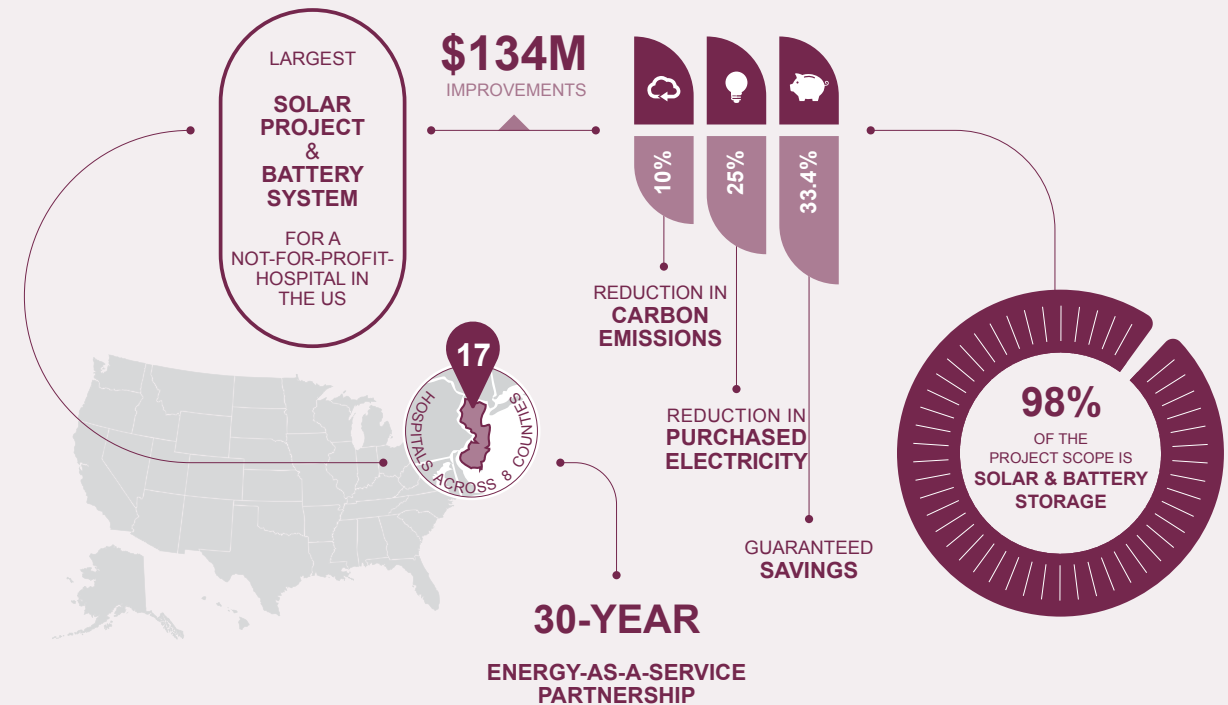 LARGEST
SOLAR
PROJECT
&
BATTERY
SYSTEM
FOR A
NOT-FOR-PROFIT-
HOSPITAL IN
THE US
$134M
IMPROVEMENTS
10%
25%
33.4%
REDUCTION IN
CARBON
EMISSIONS
REDUCTION IN
PURCHASED
ELECTRICITY
GUARANTEED
SAVINGS
98%
OF THE
PROJECT SCOPE IS
SOLAR & BATTERY
STORAGE
17
HOSPITALS ACROSS 8 COUNTIES
30-YEAR
ENERGY-AS-A-SERVICE
PARTNERSHIP